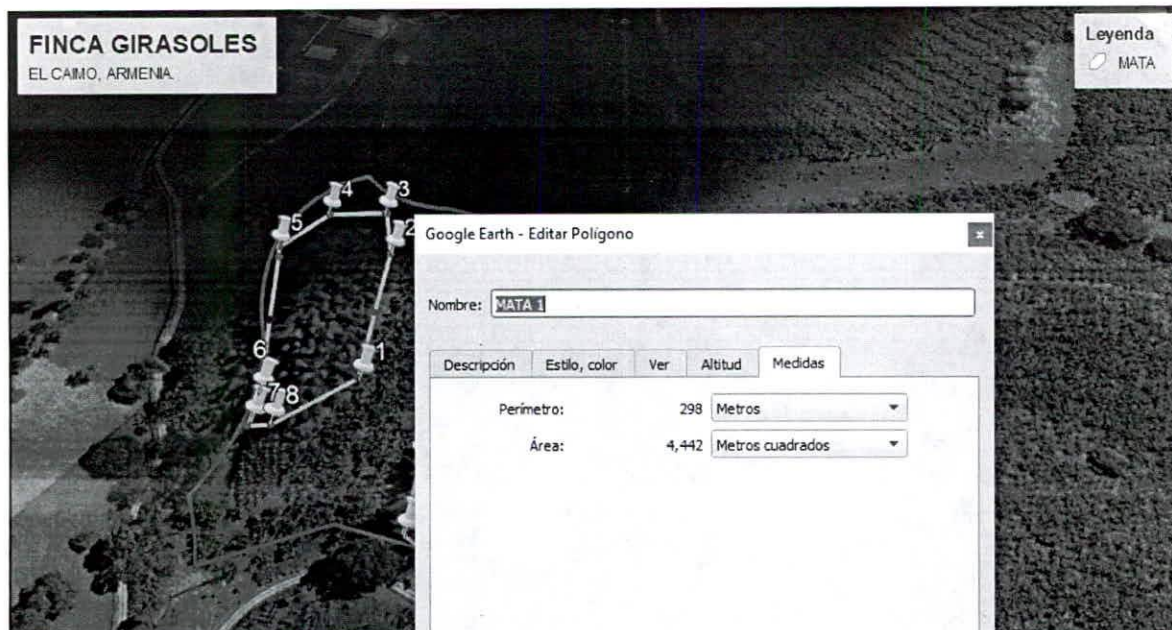 FINCA GIRASOLES
EL CAIMO, ARMENIA.
Leyenda
MATA
4
3
5
2
Google Earth - Editar Polígono
Nombre: MATA 1
6
1
7
8
Descripción Estilo, color Ver Altitud Medidas
Perímetro: 298 Metros
Área: 4,442 Metros cuadrados